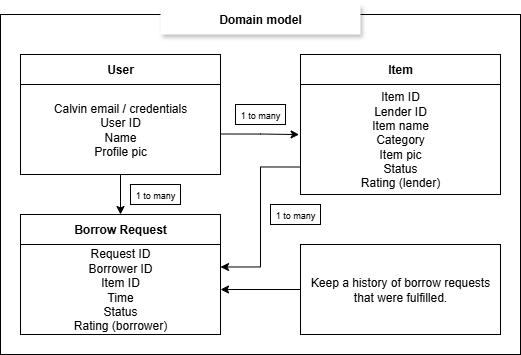 Domain model
User
Calvin email / credentials
User ID
Name
Profile pic
1 to many
Item
Item ID
Lender ID
Item name
Category
Item pic
Status
Rating (lender)
1 to many
1 to many
Borrow Request
Request ID
Borrower ID
Item ID
Time
Status
Rating (borrower)
Keep a history of borrow requests
that were fulfilled.